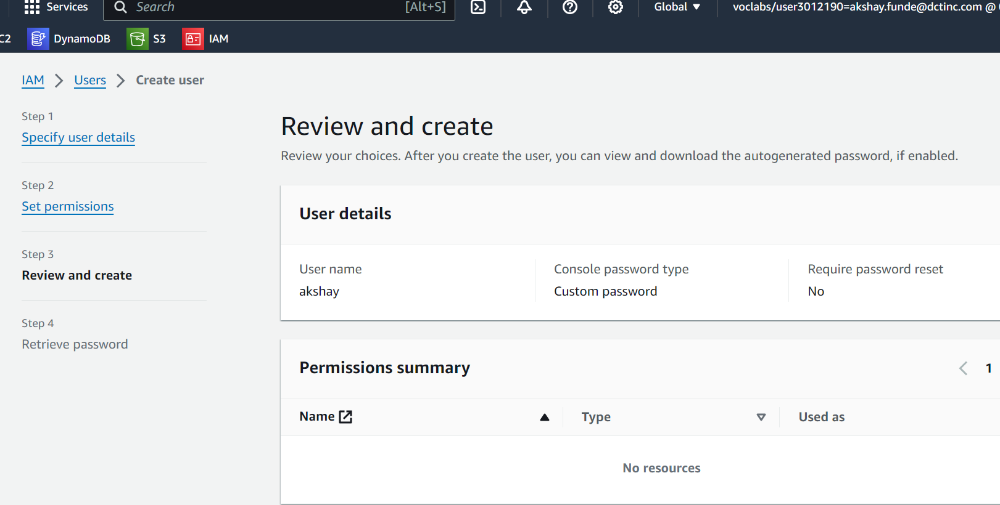 Services Search [Alt+S] Global voclabs/user3012190=akshay.funde@dctinc.com @
C2 DynamoDB S3 IAM
IAM Users Create user
Step 1
Specify user details
Step 2
Set permissions
Step 3
Review and create
Step 4
Retrieve password
Review and create
Review your choices. After you create the user, you can view and download the autogenerated password, if enabled.
User details
User name Console password type Require password reset
akshay Custom password No
Permissions summary 1
Name Type Used as
No resources